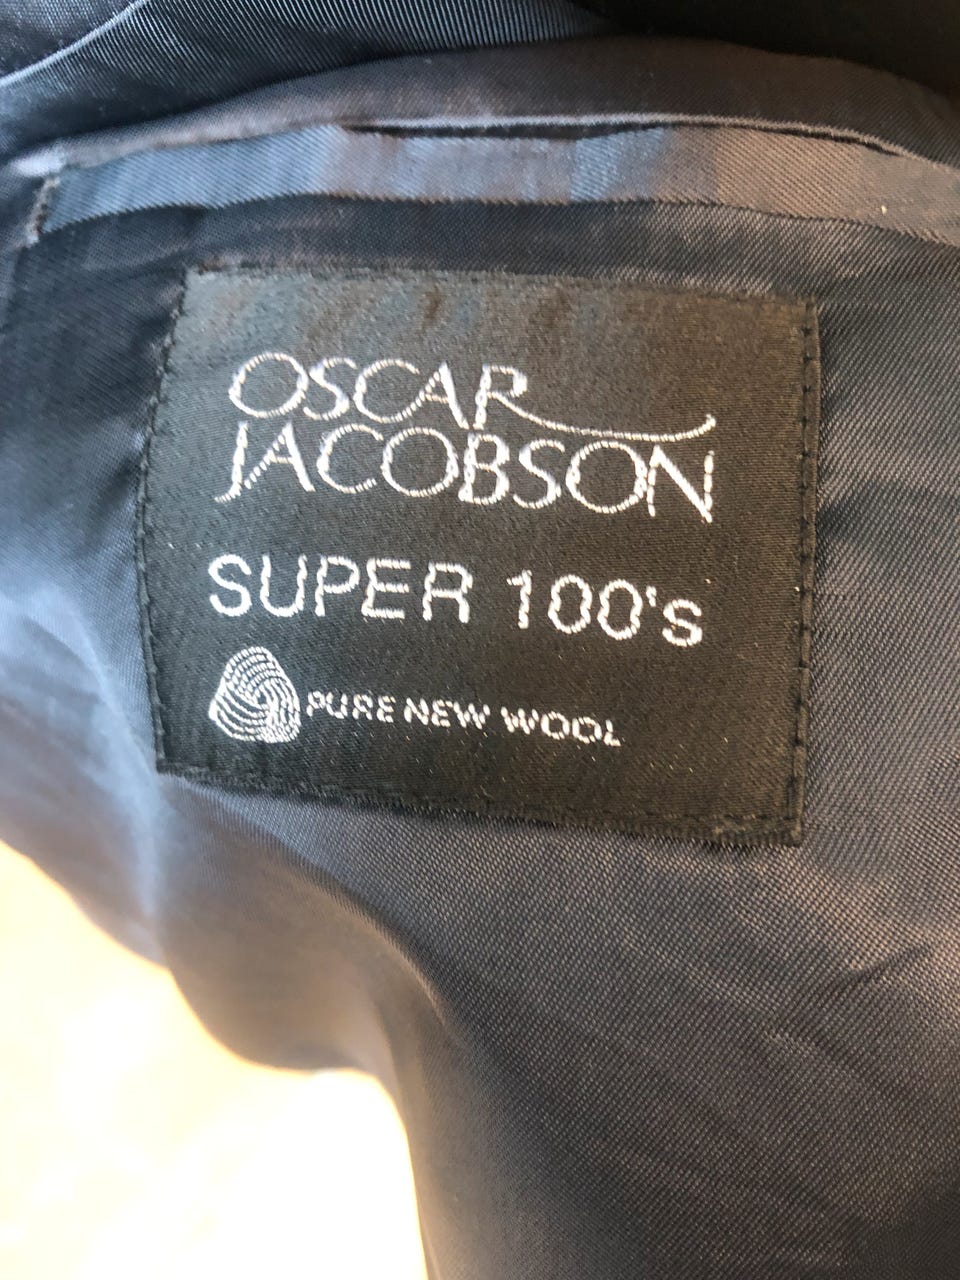 OSCAR
JACOBSON
SUPER 100's
PURE NEW WOOL